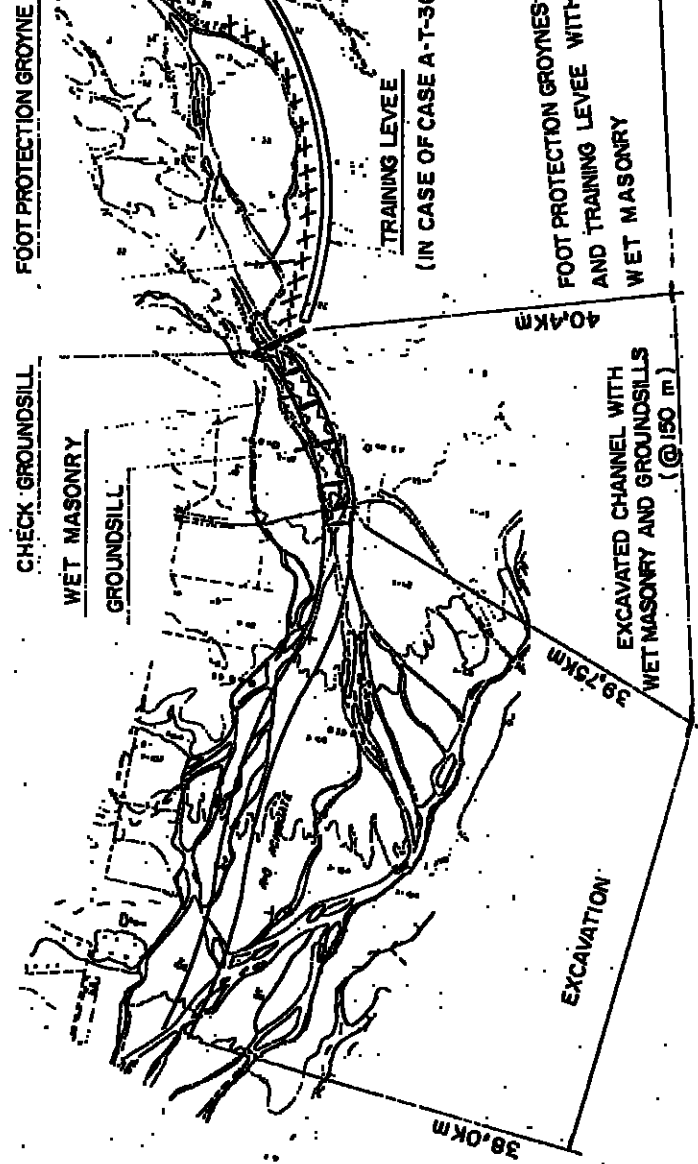 FOOT PROTECTION GROYNE
CHECK GROUNDSILL
WET MASONRY
GROUNDSILL
TRAINING LEVEE
(IN CASE OF CASE A-T-36
FOOT PROTECTION GROYNES
AND TRAINING LEVEE WITH
WET MASONRY
40,4Km
EXCAVATED CHANNEL WITH
WET MASONRY AND GROUNDSILLS
(@150 m)
39,75Km
EXCAVATION
38,0Km